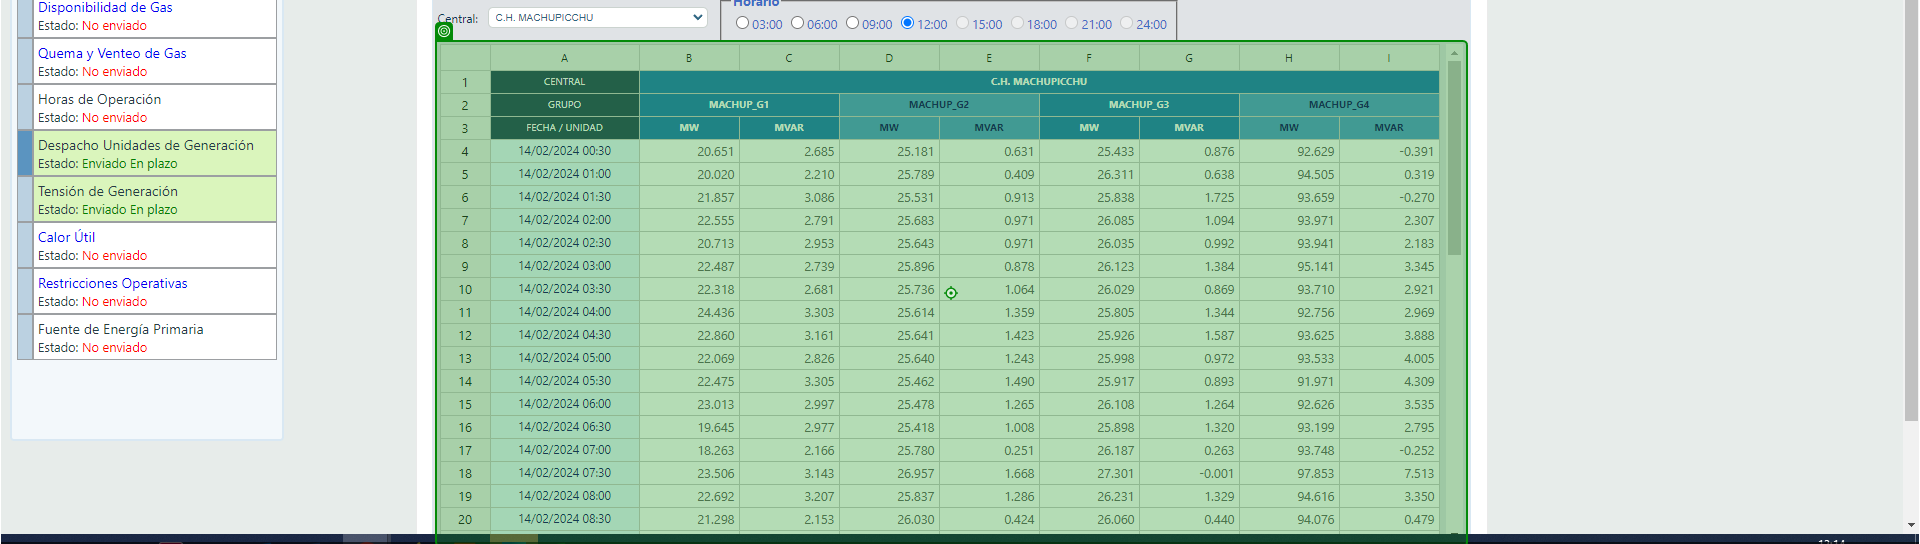 Disponibilidad de Gas
Estado: No enviado
Quema y Venteo de Gas
Estado: No enviado
Horas de Operación
Estado: No enviado
Despacho Unidades de Generación
Estado: Enviado En plazo
Tensión de Generación
Estado: Enviado En plazo
Calor Útil
Estado: No enviado
Restricciones Operativas
Estado: No enviado
Fuente de Energía Primaria
Estado: No enviado
Horario
Central: C.H. MACHUPICCHU 03:00 06:00 09:00 12:00 15:00 18:00 21:00 24:00
A B C D E F G H I
1 CENTRAL C.H. MACHUPICCHU
2 GRUPO MACHUP_G1 MACHUP_G2 MACHUP_G3 MACHUP_G4
3 FECHA / UNIDAD MW MVAR MW MVAR MW MVAR MW MVAR
4 14/02/2024 00:30 20.651 2.685 25.181 0.631 25.433 0.876 92.629 -0.391
5 14/02/2024 01:00 20.020 2.210 25.789 0.409 26.311 0.638 94.505 0.319
6 14/02/2024 01:30 21.857 3.086 25.531 0.913 25.838 1.725 93.659 -0.270
7 14/02/2024 02:00 22.555 2.791 25.683 0.971 26.085 1.094 93.971 2.307
8 14/02/2024 02:30 20.713 2.953 25.643 0.971 26.035 0.992 93.941 2.183
9 14/02/2024 03:00 22.487 2.739 25.896 0.878 26.123 1.384 95.141 3.345
10 14/02/2024 03:30 22.318 2.681 25.736 1.064 26.029 0.869 93.710 2.921
11 14/02/2024 04:00 24.436 3.303 25.614 1.359 25.805 1.344 92.756 2.969
12 14/02/2024 04:30 22.860 3.161 25.641 1.423 25.926 1.587 93.625 3.888
13 14/02/2024 05:00 22.069 2.826 25.640 1.243 25.998 0.972 93.533 4.005
14 14/02/2024 05:30 22.475 3.305 25.462 1.490 25.917 0.893 91.971 4.309
15 14/02/2024 06:00 23.013 2.997 25.478 1.265 26.108 1.264 92.626 3.535
16 14/02/2024 06:30 19.645 2.977 25.418 1.008 25.898 1.320 93.199 2.795
17 14/02/2024 07:00 18.263 2.166 25.780 0.251 26.187 0.263 93.748 -0.252
18 14/02/2024 07:30 23.506 3.143 26.957 1.668 27.301 -0.001 97.853 7.513
19 14/02/2024 08:00 22.692 3.207 25.837 1.286 26.231 1.329 94.616 3.350
20 14/02/2024 08:30 21.298 2.153 26.030 0.424 26.060 0.440 94.076 0.479